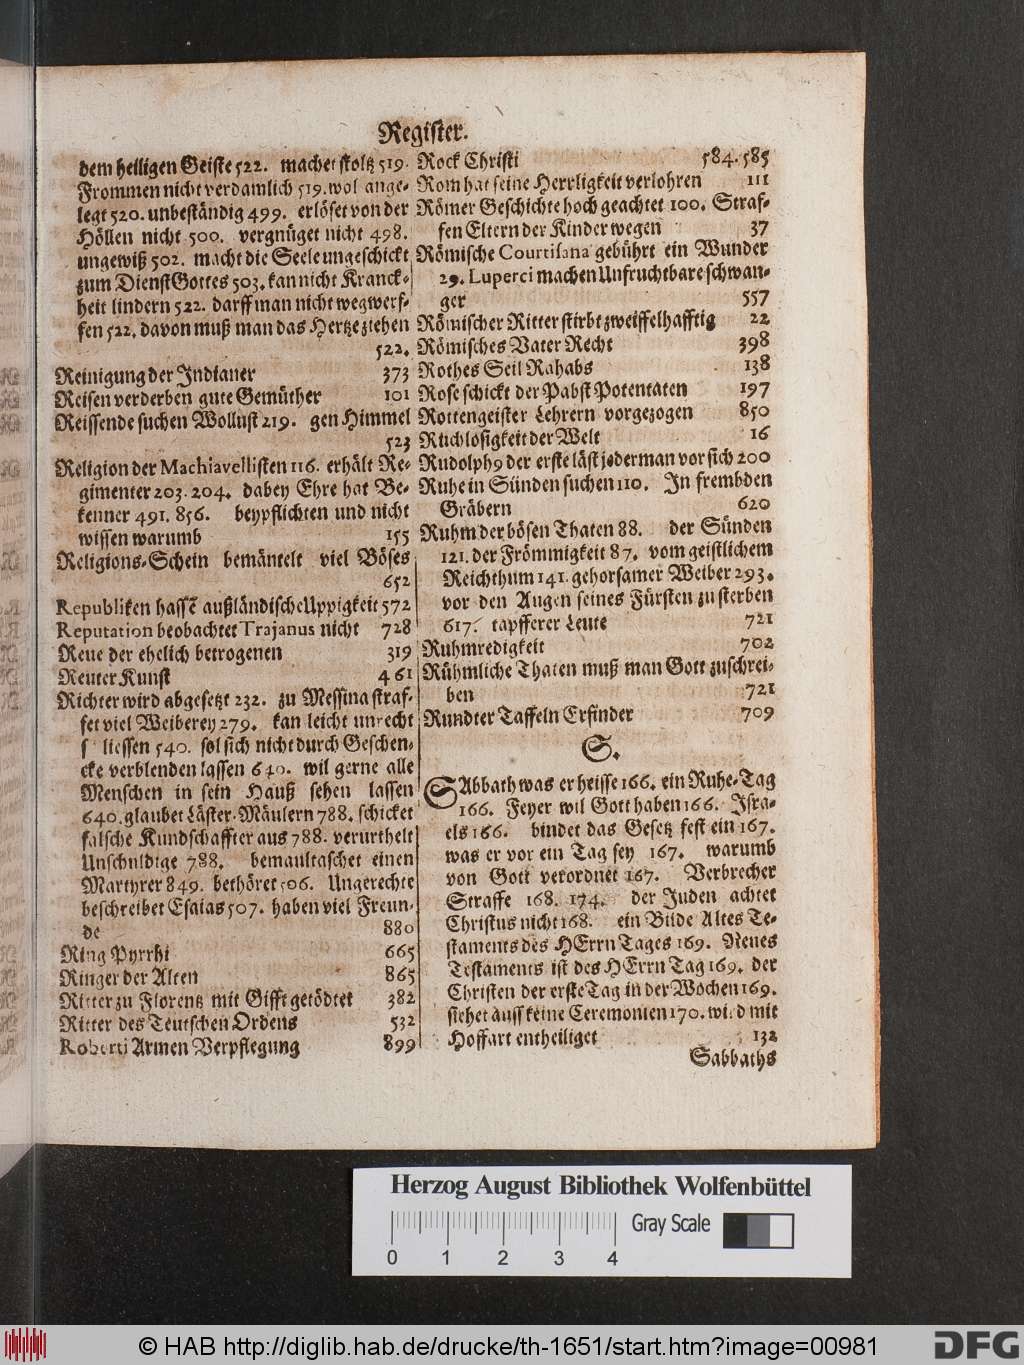 Register.
dem heiligen Geiste 522. machet stoltz 519.
Frommen nicht verdamlich 519. wol ange-
legt 520. unbeständig 499. erlöset von der
Höllen nicht 500. vergnüget nicht 498.
ungewiß 502. macht die Seele ungeschickt
zum Dienst Gottes 503. kan nicht Kranck-
heit lindern 522. darff man nicht wegwerf-
fen 522. davon muß man das Hertze ziehen
522.
Reinigung der Indianer 373
Reisen verderben gute Gemüther 101
Reissende suchen Wollust 219. gen Himmel
523
Religion der Machiavellisten 116. erhält Re-
gimenter 203. 204. dabey Ehre hat Be-
kenner 491. 856. beypflichten und nicht
wissen warumb 155
Religions-Schein bemäntelt viel Böses
652
Republiken hassē außländische Uppigkeit 572
Reputation beobachtet Trajanus nicht 728
Reue der ehelich betrogenen 319
Reuter Kunst 461
Richter wird abgesetzt 232. zu Messina straf-
fet viel Weiberey 279. kan leicht unrecht
s liessen 540. sol sich nicht durch Geschen-
cke verblenden lassen 640. wil gerne alle
Menschen in sein Hauß sehen lassen
640. glaubet Läster-Mäulern 788. schicket
falsche Kundschaffter aus 788. verurthelt
Unschuldige 788. bemaultaschet einen
Martyrer 849. bethöret 506. Ungerechte
beschreibet Esaias 507. haben viel Freun-
de 880
Ring Pyrrhi 665
Ringer der Alten 865
Ritter zu Florentz mit Gifft getödtet 382
Ritter des Teutschen Ordens 532
Roberti Armen Verpflegung 899
Rock Christi 584. 585
Rom hat seine Herrligkeit verlohren 111
Römer Geschichte hoch geachtet 100. Straf-
fen Eltern der Kinder wegen 37
Römische Courtisana gebührt ein Wunder
29. Luperci machen Unfruchtbare schwan-
ger 557
Römischer Ritter stirbt zweiffelhafftig 22
Römisches Vater Recht 398
Rothes Seil Rahabs 138
Rose schickt der Pabst Potentaten 197
Rottengeister Lehrern vorgezogen 850
Ruchlosigkeit der Welt 16
Rudolph9 der erste läst jederman vor sich 200
Ruhe in Sünden suchen 110. In frembden
Gräbern 620
Ruhm der bösen Thaten 88. der Sünden
121. der Frömmigkeit 87. vom geistlichem
Reichthum 141. gehorsamer Weiber 293.
vor den Augen seines Fürsten zu sterben
617. tapfferer Leute 721
Ruhmredigkeit 702
Rühmliche Thaten muß man Gott zuschrei-
ben 721
Rundter Taffeln Erfinder 709
S.
SAbbath was er heisse 166. ein Ruhe-Tag
166. Feyer wil Gott haben 166. Isra-
els 166. bindet das Gesetz fest ein 167.
was er vor ein Tag sey 167. warumb
von Gott verordnet 167. Verbrecher
Straffe 168. 174. der Juden achtet
Christus nicht 168. ein Bilde Altes Te-
staments des HErrn Tages 169. Neues
Testaments ist des HErrn Tag 169. der
Christen der erste Tag in der Wochen 169.
siehet auff keine Ceremonien 170. wird mit
Hoffart entheiliget 132
Sabbaths
Herzog August Bibliothek Wolfenbüttel
0 1 2 3 4
Gray Scale
© HAB http://diglib.hab.de/drucke/th-1651/start.htm?image=00981
DFG